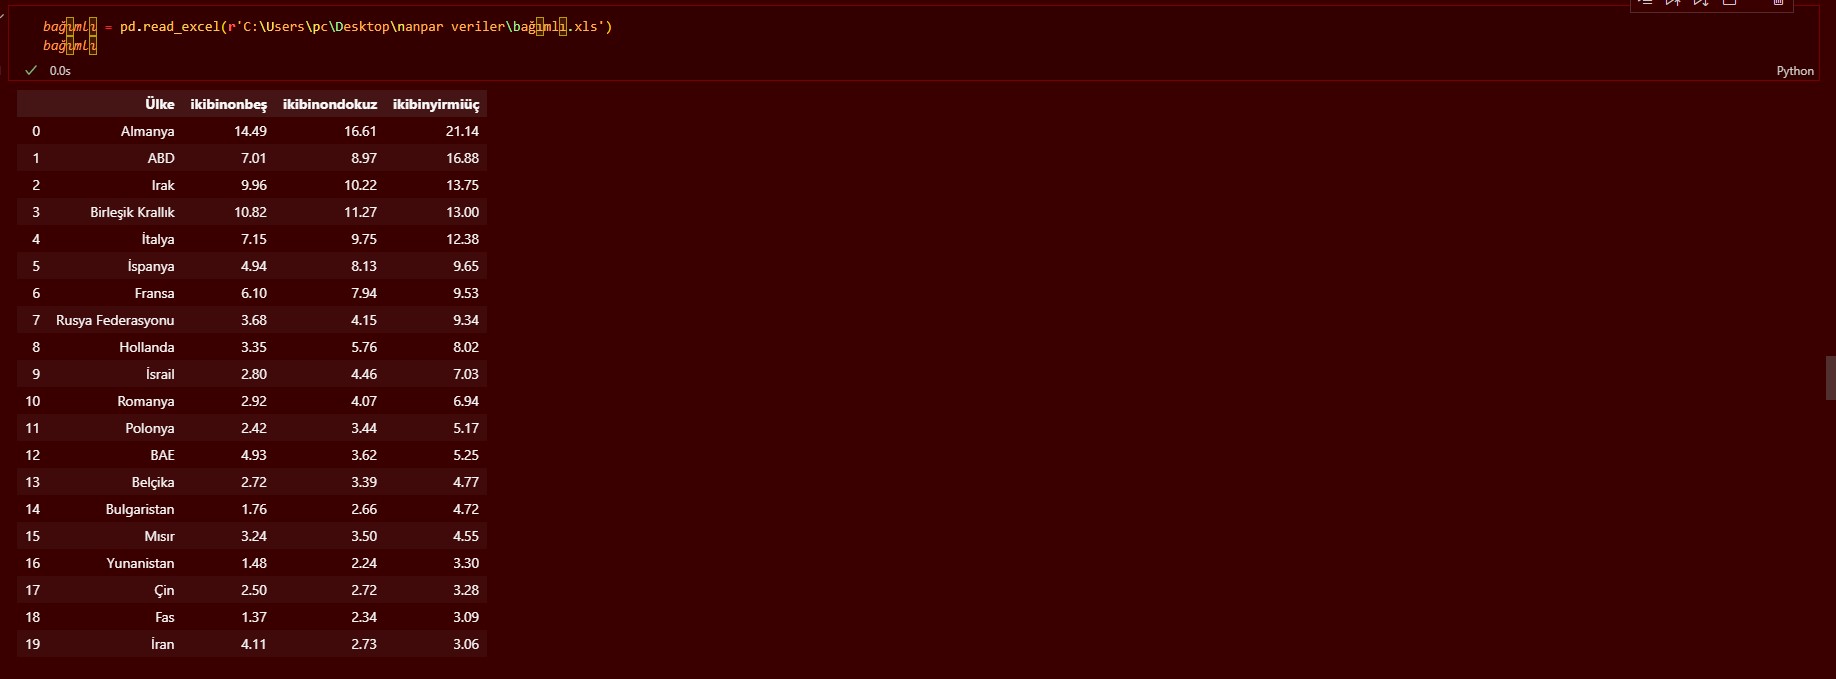 bağımlı = pd.read_excel(r'C:\Users\pc\Desktop\nanpar veriler\bağımlı.xls')
bağımlı
0.0s
Python
Ülke ikibinonbeş ikibinondokuz ikibinyirmiüç
0 Almanya 14.49 16.61 21.14
1 ABD 7.01 8.97 16.88
2 Irak 9.96 10.22 13.75
3 Birleşik Krallık 10.82 11.27 13.00
4 İtalya 7.15 9.75 12.38
5 İspanya 4.94 8.13 9.65
6 Fransa 6.10 7.94 9.53
7 Rusya Federasyonu 3.68 4.15 9.34
8 Hollanda 3.35 5.76 8.02
9 İsrail 2.80 4.46 7.03
10 Romanya 2.92 4.07 6.94
11 Polonya 2.42 3.44 5.17
12 BAE 4.93 3.62 5.25
13 Belçika 2.72 3.39 4.77
14 Bulgaristan 1.76 2.66 4.72
15 Mısır 3.24 3.50 4.55
16 Yunanistan 1.48 2.24 3.30
17 Çin 2.50 2.72 3.28
18 Fas 1.37 2.34 3.09
19 İran 4.11 2.73 3.06